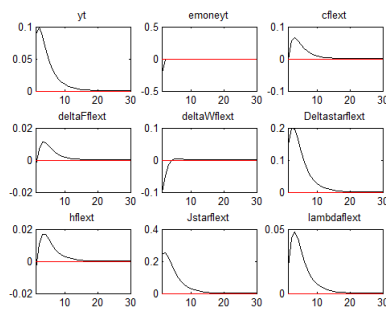 yt emoneyt cflext
0.1 0.5 0.1
0.05 0 0
0 -0.5 -0.1
10 20 30 10 20 30 10 20 30
deltaFflext deltaWflext Deltastarflext
0.02 0.1 0.2
0 0 0.1
-0.02 -0.1 0
10 20 30 10 20 30 10 20 30
hflext Jstarflext lambdaflext
0.02 0.4 0.05
0 0.2
-0.02 0 0
10 20 30 10 20 30 10 20 30